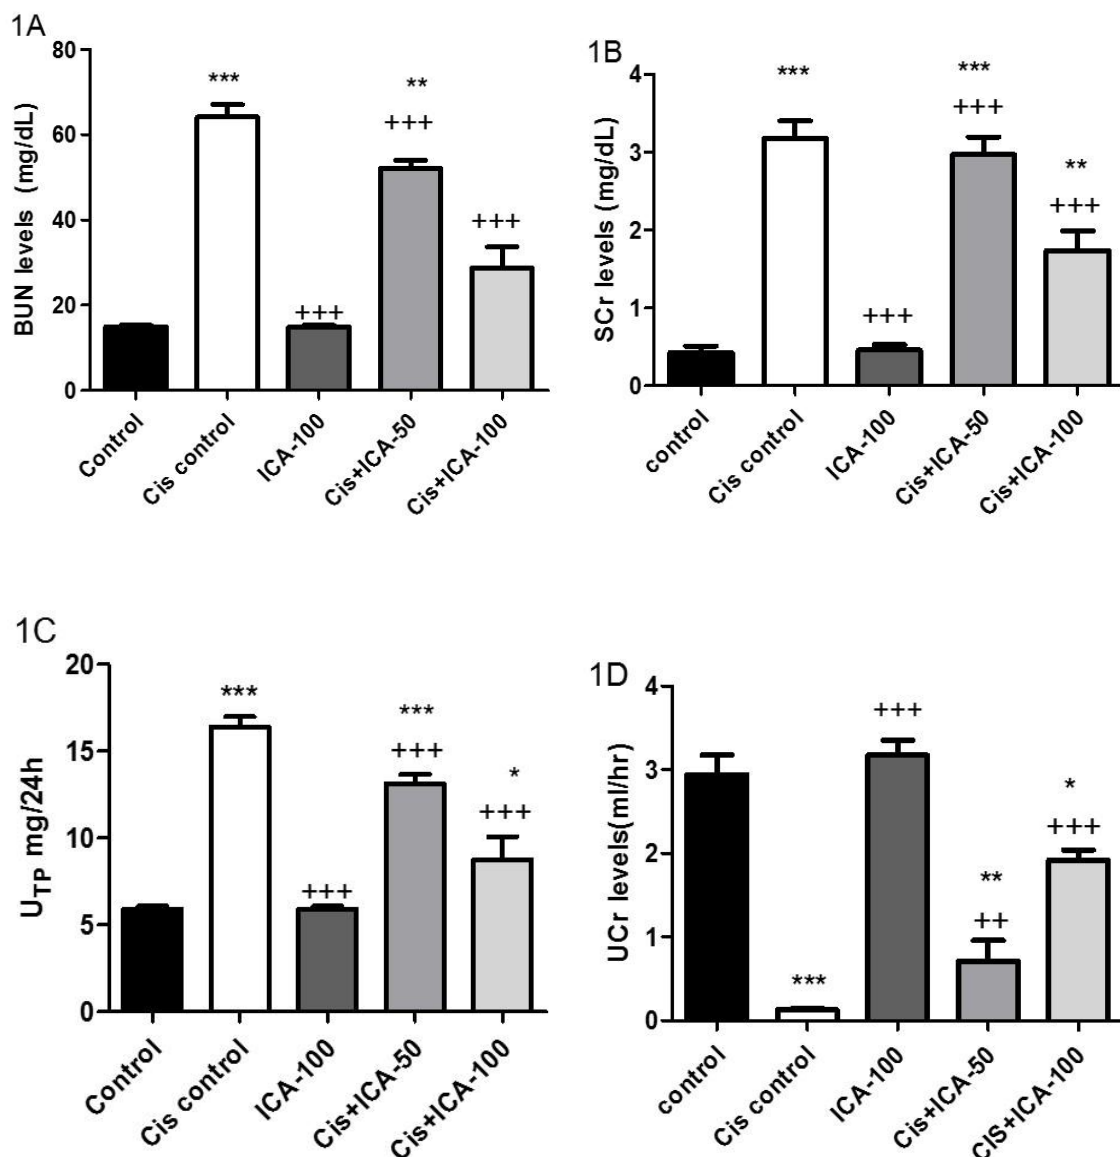 1A
BUN levels (mg/dL)
80
60
40
20
0
***
**
+++
+++
+++
Control
Cis control
ICA-100
Cis+ICA-50
Cis+ICA-100
1B
SCr levels (mg/dL)
4
3
2
1
0
***
***
+++
**
+++
+++
control
Cis control
ICA-100
Cis+ICA-50
Cis+ICA-100
1C
UTP mg/24h
20
15
10
5
0
***
***
+++
*
+++
+++
Control
Cis control
ICA-100
Cis+ICA-50
Cis+ICA-100
1D
UCr levels(ml/hr)
4
3
2
1
0
+++
*
+++
**
++
***
control
Cis control
ICA-100
Cis+ICA-50
CIS+ICA-100